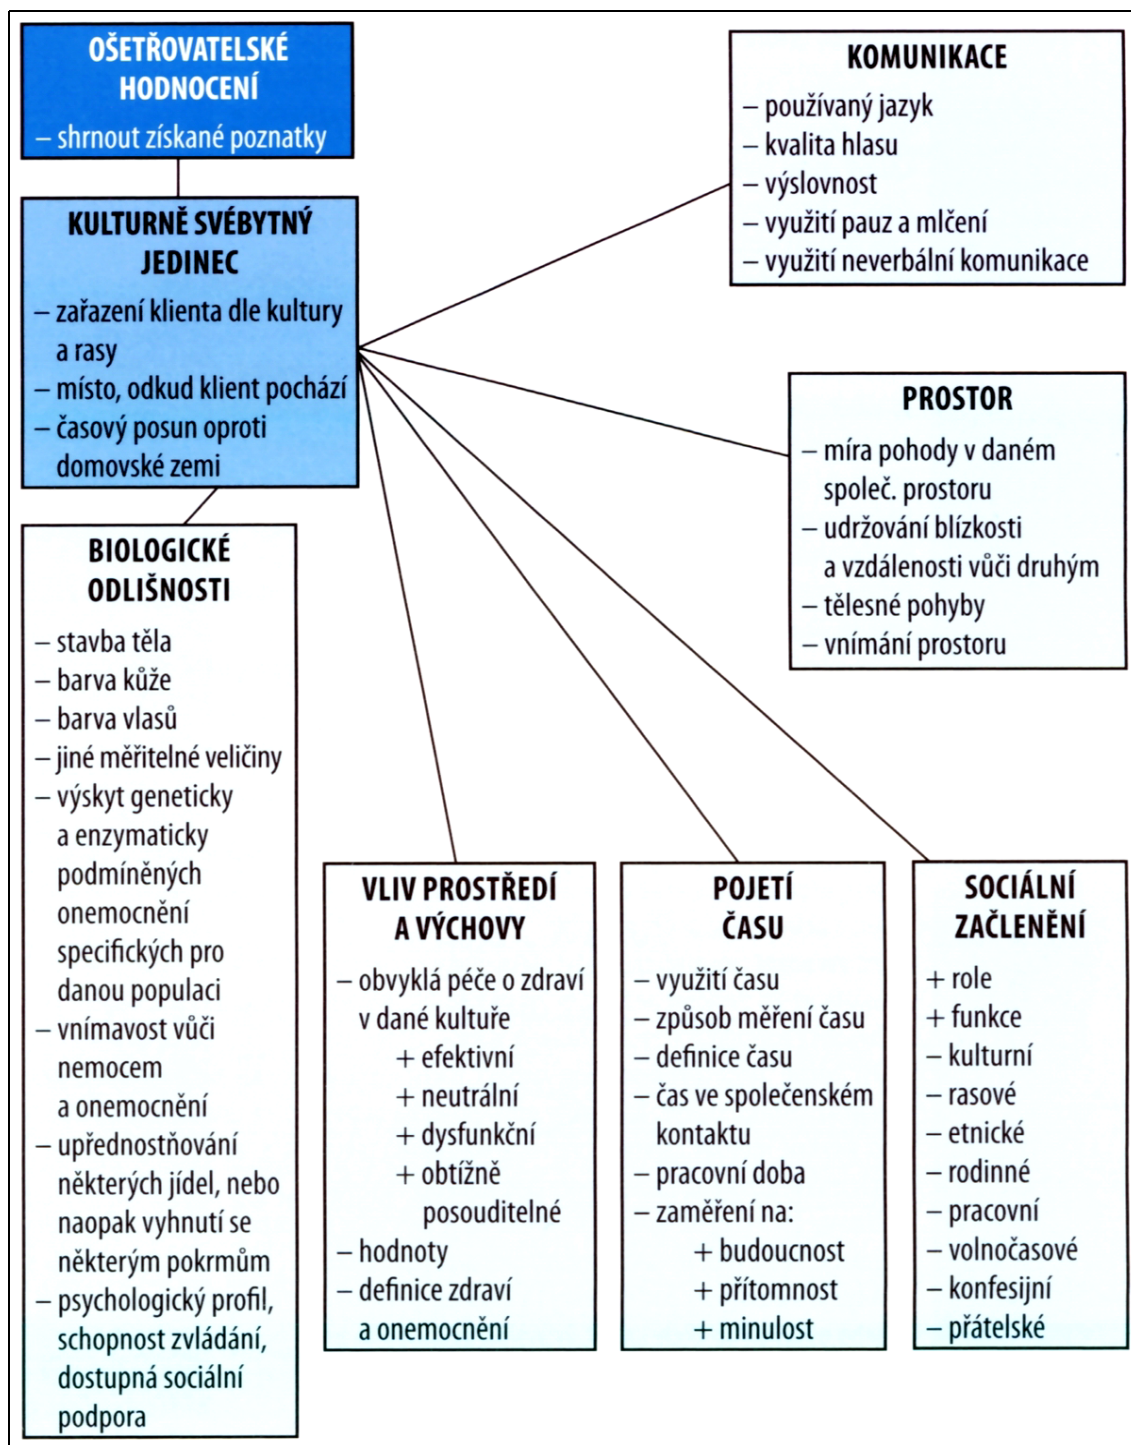 OŠETŘOVATELSKÉ
HODNOCENÍ
– shrnout získané poznatky
KULTURNĚ SVÉBYTNÝ
JEDINEC
– zařazení klienta dle kultury
a rasy
– místo, odkud klient pochází
– časový posun oproti
domovské zemi
KOMUNIKACE
– používaný jazyk
– kvalita hlasu
– výslovnost
– využití pauz a mlčení
– využití neverbální komunikace
PROSTOR
– míra pohody v daném
společ. prostoru
– udržování blízkosti
a vzdálenosti vůči druhým
– tělesné pohyby
– vnímání prostoru
BIOLOGICKÉ
ODLIŠNOSTI
– stavba těla
– barva kůže
– barva vlasů
– jiné měřitelné veličiny
– výskyt geneticky
a enzymaticky
podmíněných
onemocnění
specifických pro
danou populaci
– vnímavost vůči
nemocem
a onemocnění
– upřednostňování
některých jídel, nebo
naopak vyhnutí se
některým pokrmům
– psychologický profil,
schopnost zvládání,
dostupná sociální
podpora
VLIV PROSTŘEDÍ
A VÝCHOVY
– obvyklá péče o zdraví
v dané kultuře
+ efektivní
+ neutrální
+ dysfunkční
+ obtížně
posouditelné
– hodnoty
– definice zdraví
a onemocnění
POJETÍ
ČASU
– využití času
– způsob měření času
– definice času
– čas ve společenském
kontaktu
– pracovní doba
– zaměření na:
+ budoucnost
+ přítomnost
+ minulost
SOCIÁLNÍ
ZAČLENĚNÍ
+ role
+ funkce
– kulturní
– rasové
– etnické
– rodinné
– pracovní
– volnočasové
– konfesijní
– přátelské